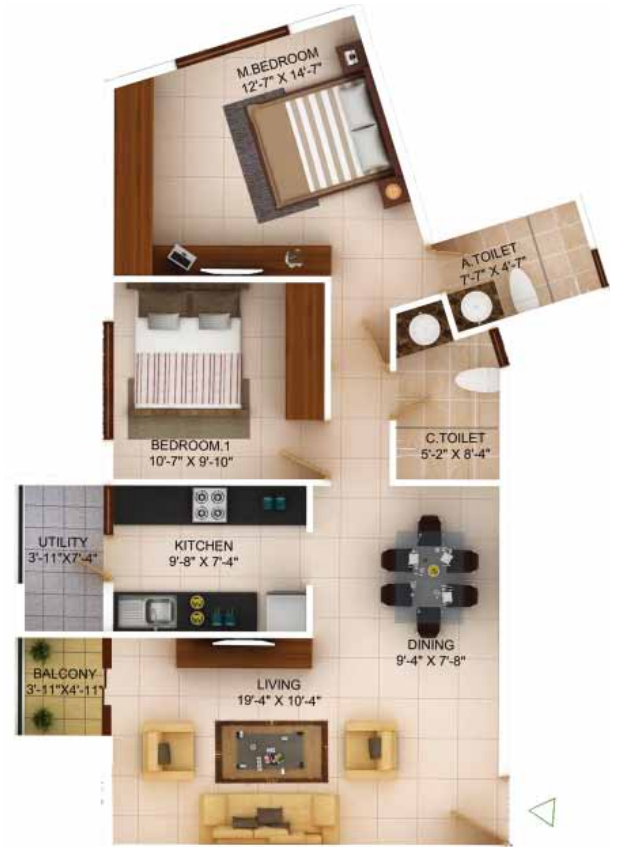 M.BEDROOM
12'-7" X 14'-7"
A.TOILET
7'-7" X 4'-7"
BEDROOM.1
10'-7" X 9'-10"
C.TOILET
5'-2" X 8'-4"
UTILITY
3'-11"X7'-4"
KITCHEN
9'-8" X 7'-4"
DINING
9'-4" X 7'-8"
BALCONY
3'-11"X4'-11"
LIVING
19'-4" X 10'-4"